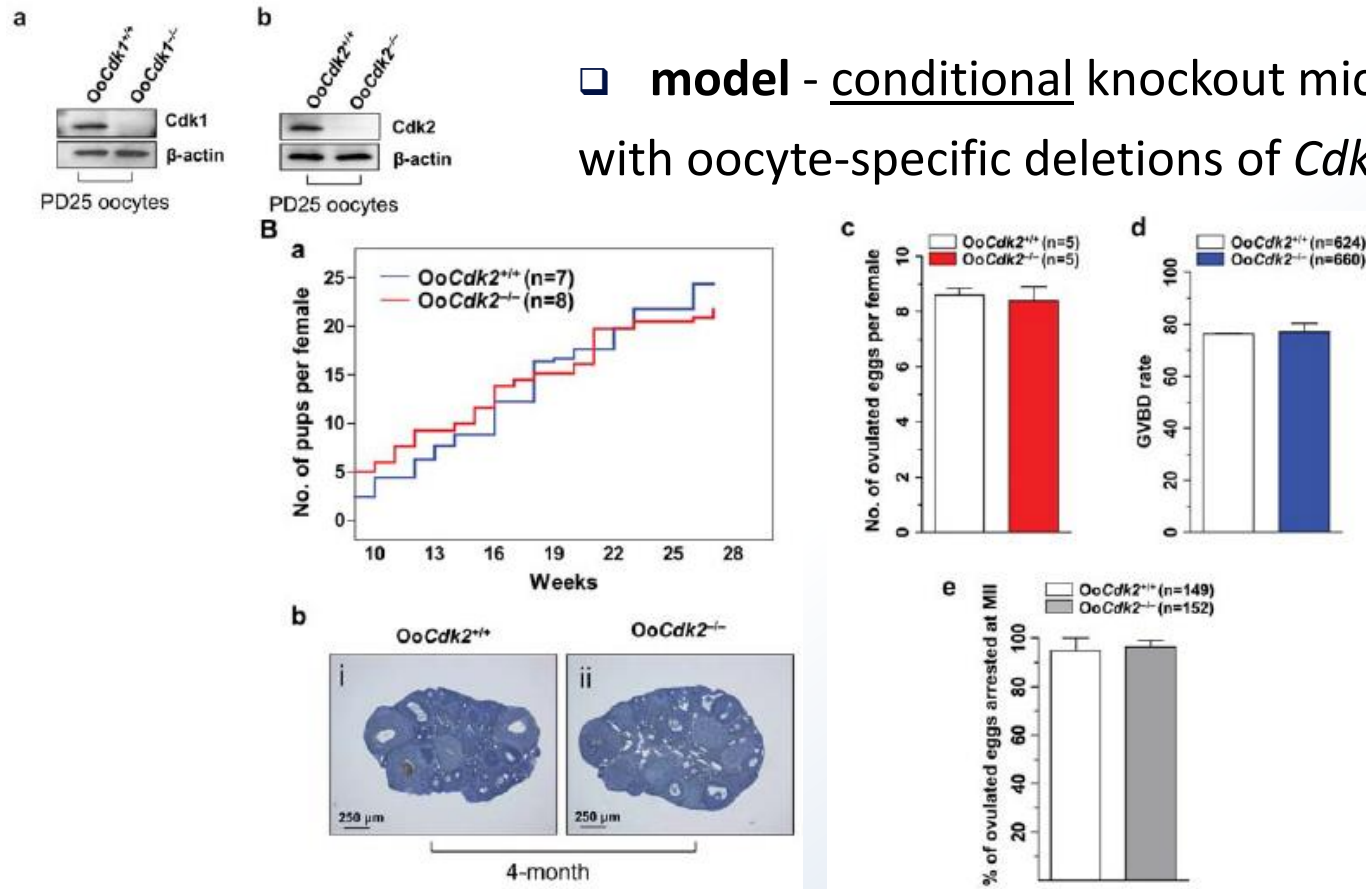 a
OoCdk1+/+
OoCdk1-/-
Cdk1
β-actin
PD25 oocytes
b
OoCdk2+/+
OoCdk2-/-
Cdk2
β-actin
PD25 oocytes
❑ model - conditional knockout mic
with oocyte-specific deletions of Cdk
B
a
No. of pups per female
25
20
15
10
5
0
OoCdk2+/+ (n=7)
OoCdk2-/- (n=8)
10 13 16 19 22 25 28
Weeks
b
OoCdk2+/+
OoCdk2-/-
i
ii
250 μm
250 μm
4-month
c
OoCdk2+/+ (n=5)
OoCdk2-/- (n=5)
No. of ovulated eggs per female
10
8
6
4
2
0
d
OoCdk2+/+ (n=624)
OoCdk2-/- (n=660)
GVBD rate
100
80
60
40
20
0
e
OoCdk2+/+ (n=149)
OoCdk2-/- (n=152)
% of ovulated eggs arrested at MII
100
80
60
40
20